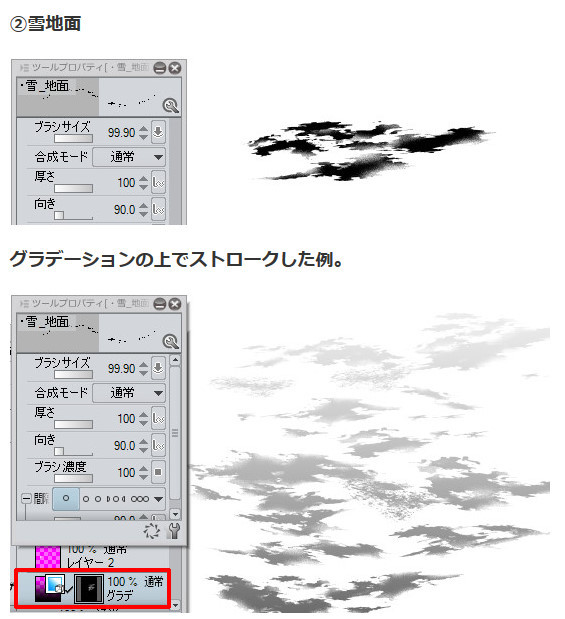 ②雪地面
ツールプロパティ[・雪_地面
・雪_地面
ブラシサイズ 99.90
合成モード 通常
厚さ 100
向き 90.0
グラデーションの上でストロークした例。
ツールプロパティ[・雪_地面
・雪_地面
ブラシサイズ 99.90
合成モード 通常
厚さ 100
向き 90.0
ブラシ濃度 100
間隔
100 % 通常
レイヤー 2
100 % 通常
グラデ